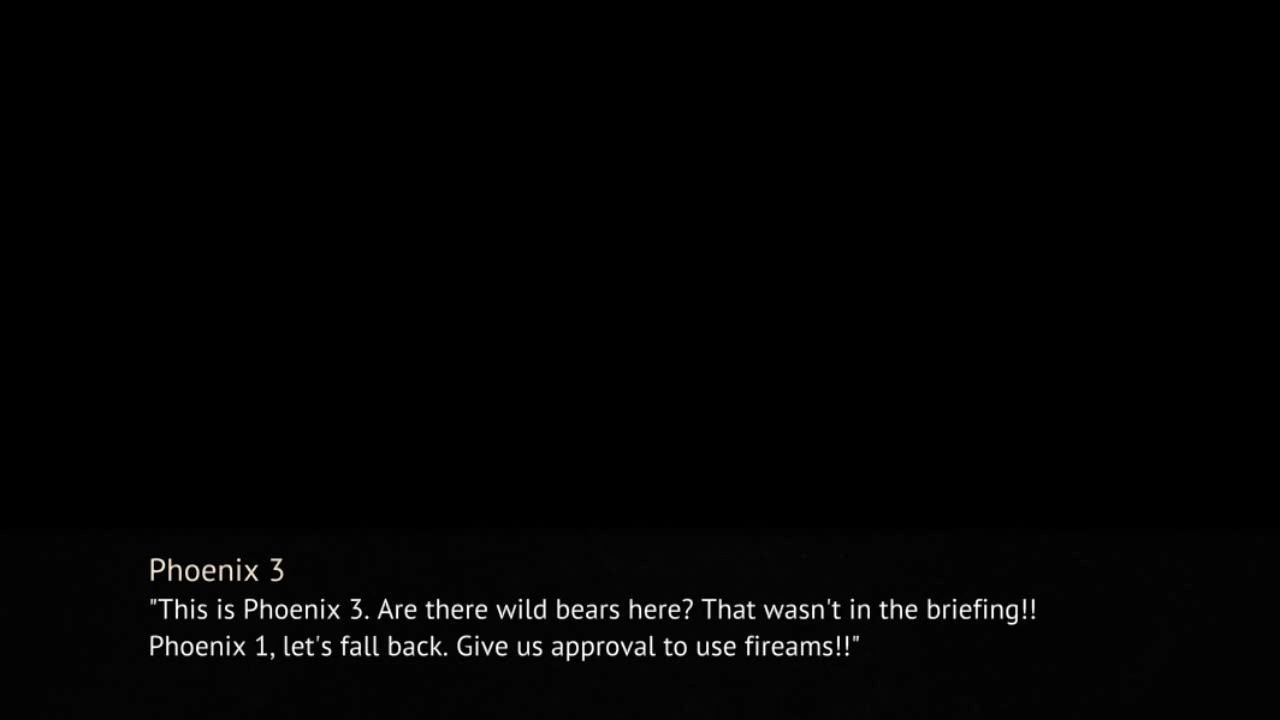 Phoenix 3
"This is Phoenix 3. Are there wild bears here? That wasn't in the briefing!!
Phoenix 1, let's fall back. Give us approval to use fireams!!"